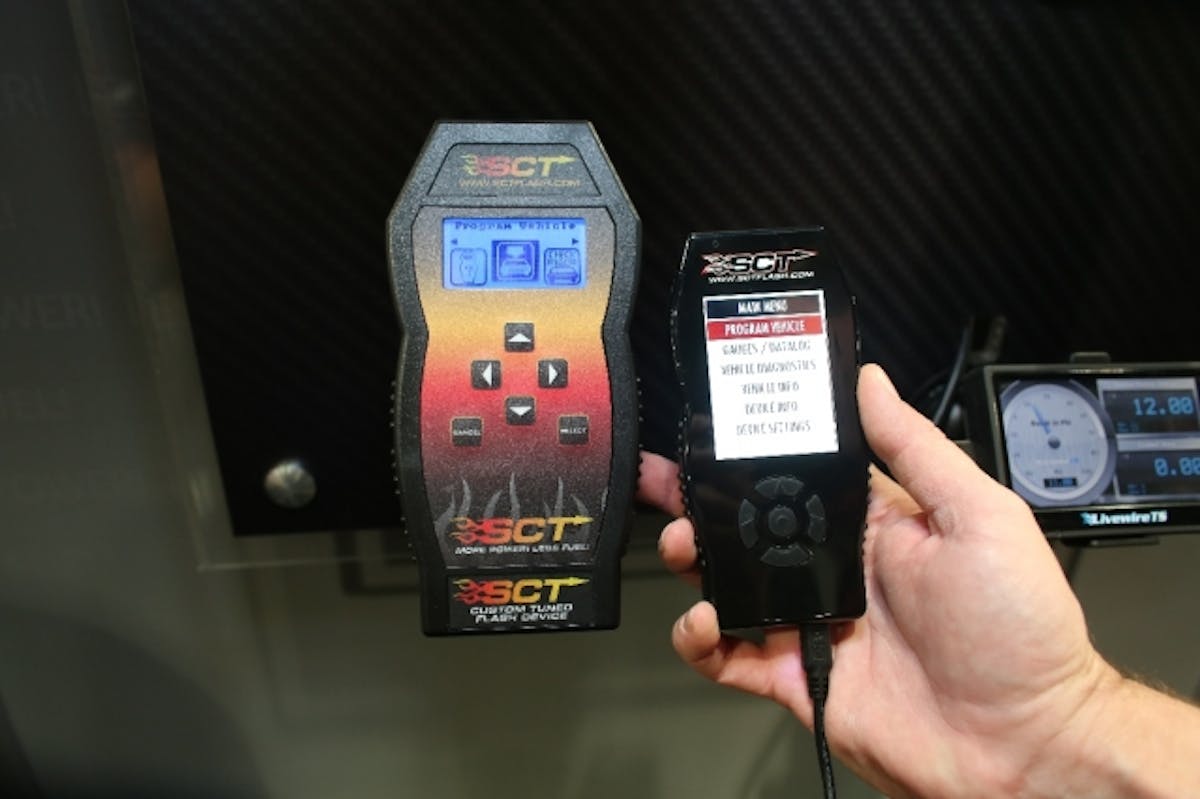 SCT
WWW.SCTFLASH.COM
Program Vehicle
CANCEL
SELECT
SCT
MORE POWER! LESS FUEL!
SCT
CUSTOM TUNED
FLASH DEVICE
SCT
WWW.SCTFLASH.COM
MAIN MENU
PROGRAM VEHICLE
GAUGES / DATALOG
VEHICLE DIAGNOSTICS
VEHICLE INFO
DEVICE INFO
DEVICE SETTINGS
12.00
0.0
LivewireTS